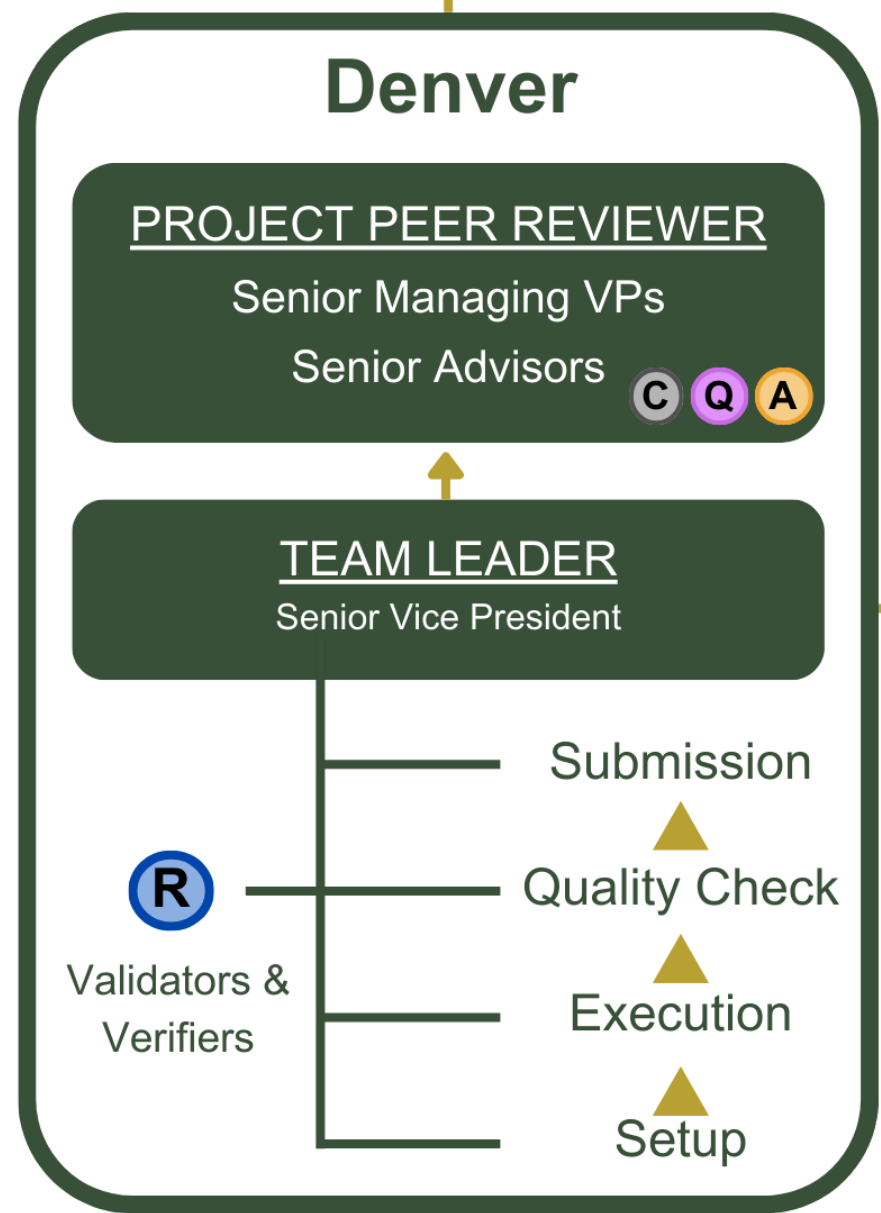 Denver
PROJECT PEER REVIEWER
Senior Managing VPs
Senior Advisors
C Q A
TEAM LEADER
Senior Vice President
Submission
Quality Check
R
Validators &
Verifiers
Execution
Setup